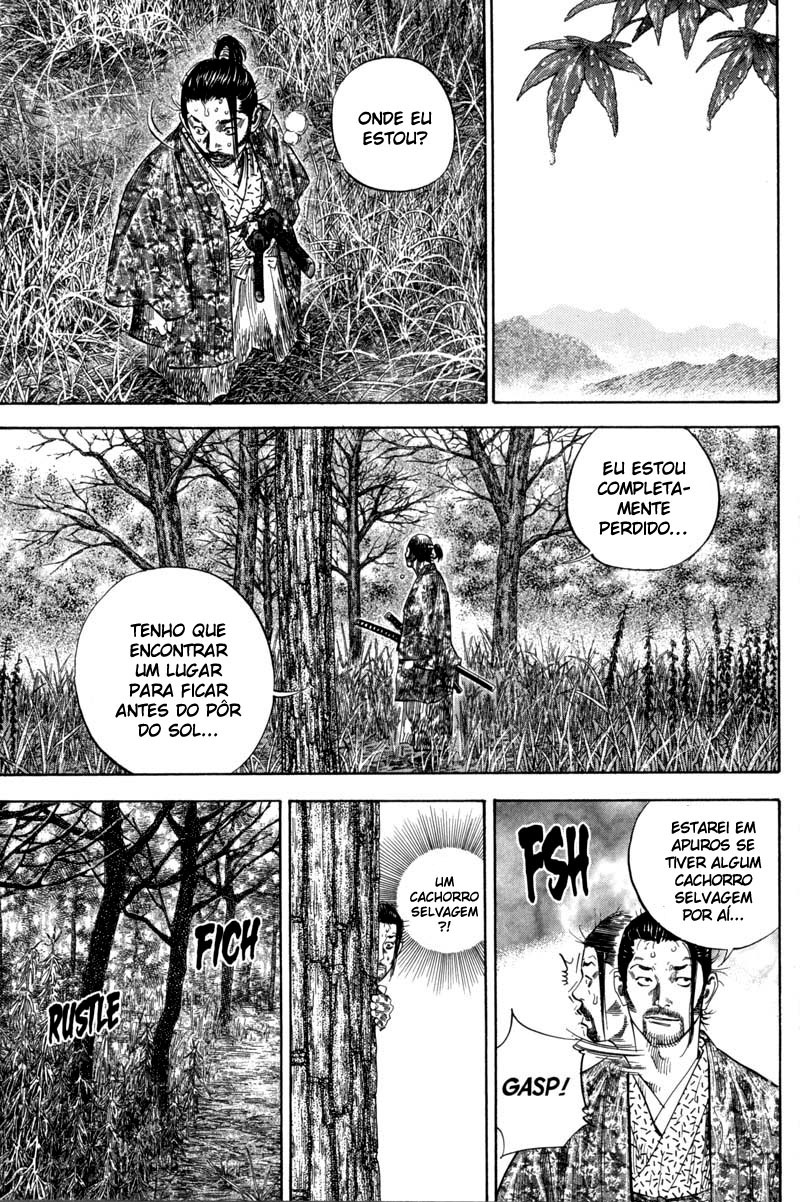 ONDE EU
ESTOU?
EU ESTOU
COMPLETA-
MENTE
PERDIDO...
TENHO QUE
ENCONTRAR
UM LUGAR
PARA FICAR
ANTES DO PÔR
DO SOL...
ESTAREI EM
APUROS SE
TIVER ALGUM
CACHORRO
SELVAGEM
POR AÍ...
FSH
GASP!
UM
CACHORRO
SELVAGEM
?!
FICH
RUSTLE